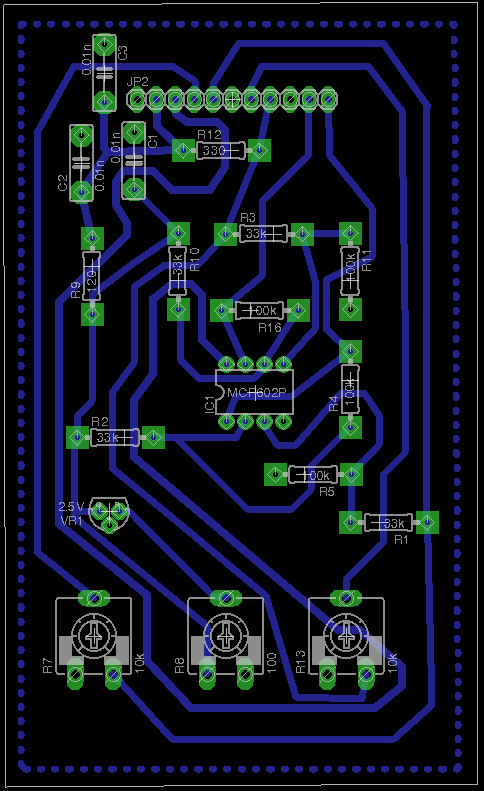 C3
0.01n
JP2
R12
330
C1
0.01n
C2
0.01n
R3
33k
R10
33k
R11
100k
R9
120
R16
100k
MCP602P
IC1
R4
100k
R2
33k
R5
100k
2.5V
VR1
R1
33k
R7
10k
R8
100
R13
10k